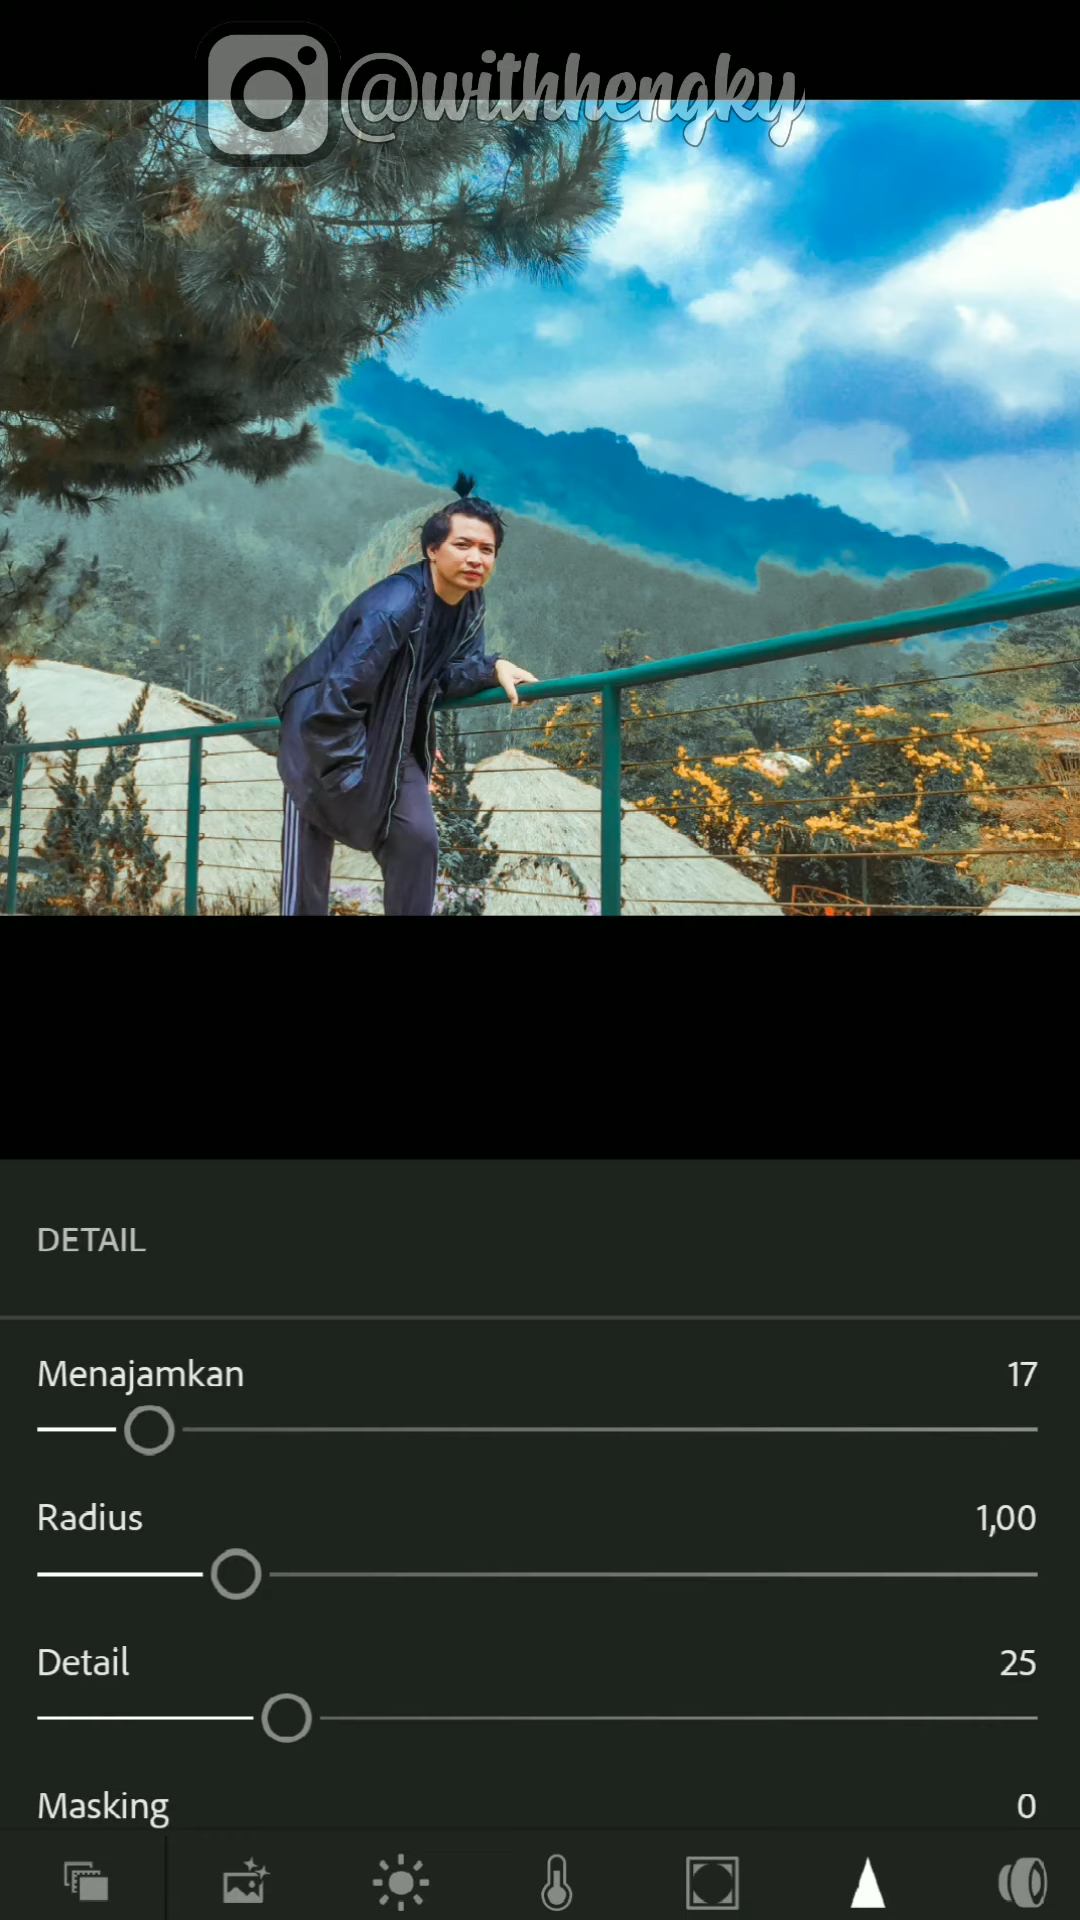 @withhengky
DETAIL
Menajamkan 17
Radius 1,00
Detail 25
Masking 0